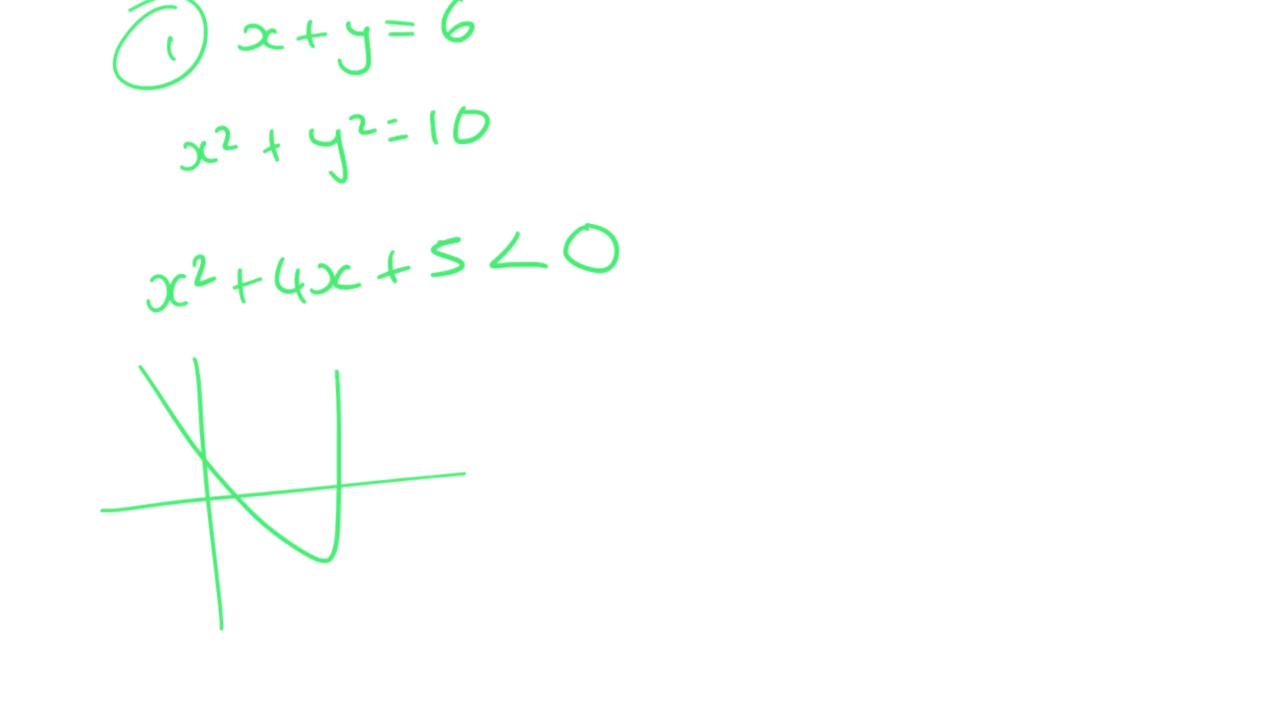 ① x + y = 6
x² + y² = 10
x² + 4x + 5 < 0